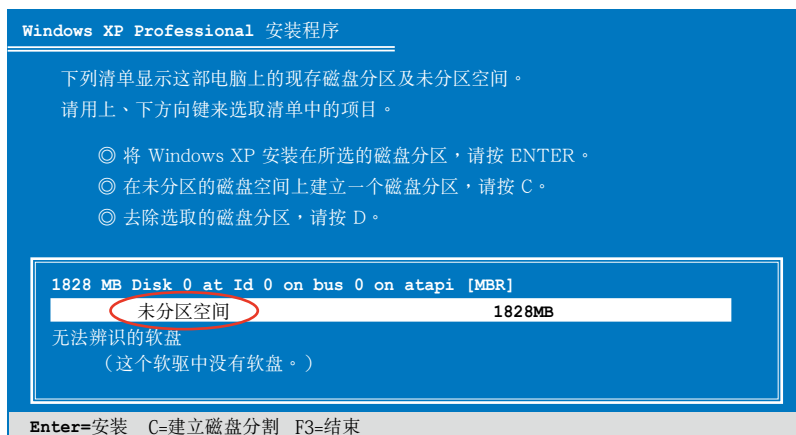 Windows XP Professional 安装程序
下列清单显示这部电脑上的现存磁盘分区及未分区空间。
请用上、下方向键来选取清单中的项目。
◎ 将 Windows XP 安装在所选的磁盘分区，请按 ENTER。
◎ 在未分区的磁盘空间上建立一个磁盘分区，请按 C。
◎ 去除选取的磁盘分区，请按 D。
1828 MB Disk 0 at Id 0 on bus 0 on atapi [MBR]
未分区空间 1828MB
无法辨识的软盘
（这个软驱中没有软盘。）
Enter=安装 C=建立磁盘分割 F3=结束